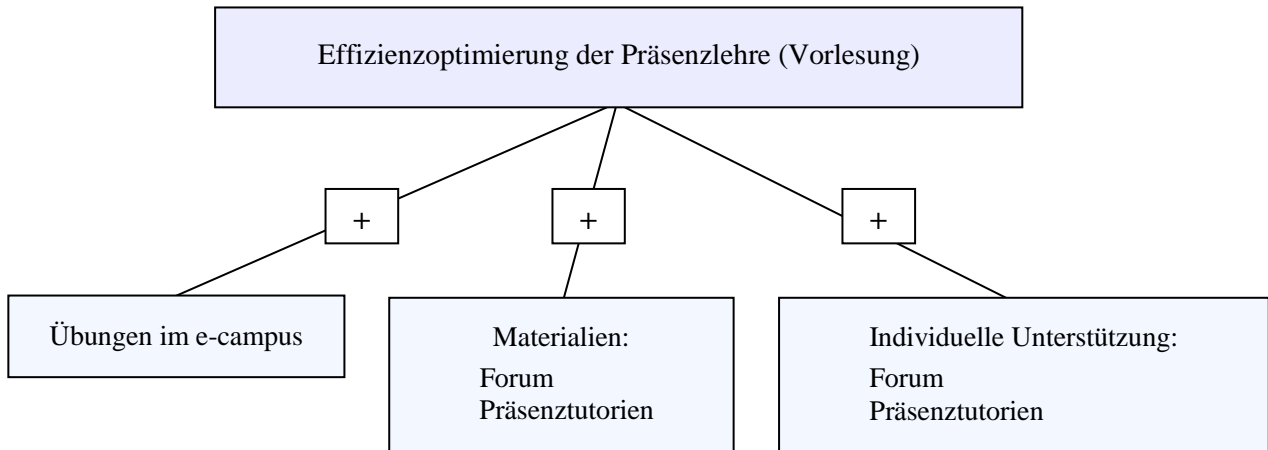 Effizienzoptimierung der Präsenzlehre (Vorlesung)
+
+
+
Übungen im e-campus
Materialien:
Forum
Präsenztutorien
Individuelle Unterstützung:
Forum
Präsenztutorien